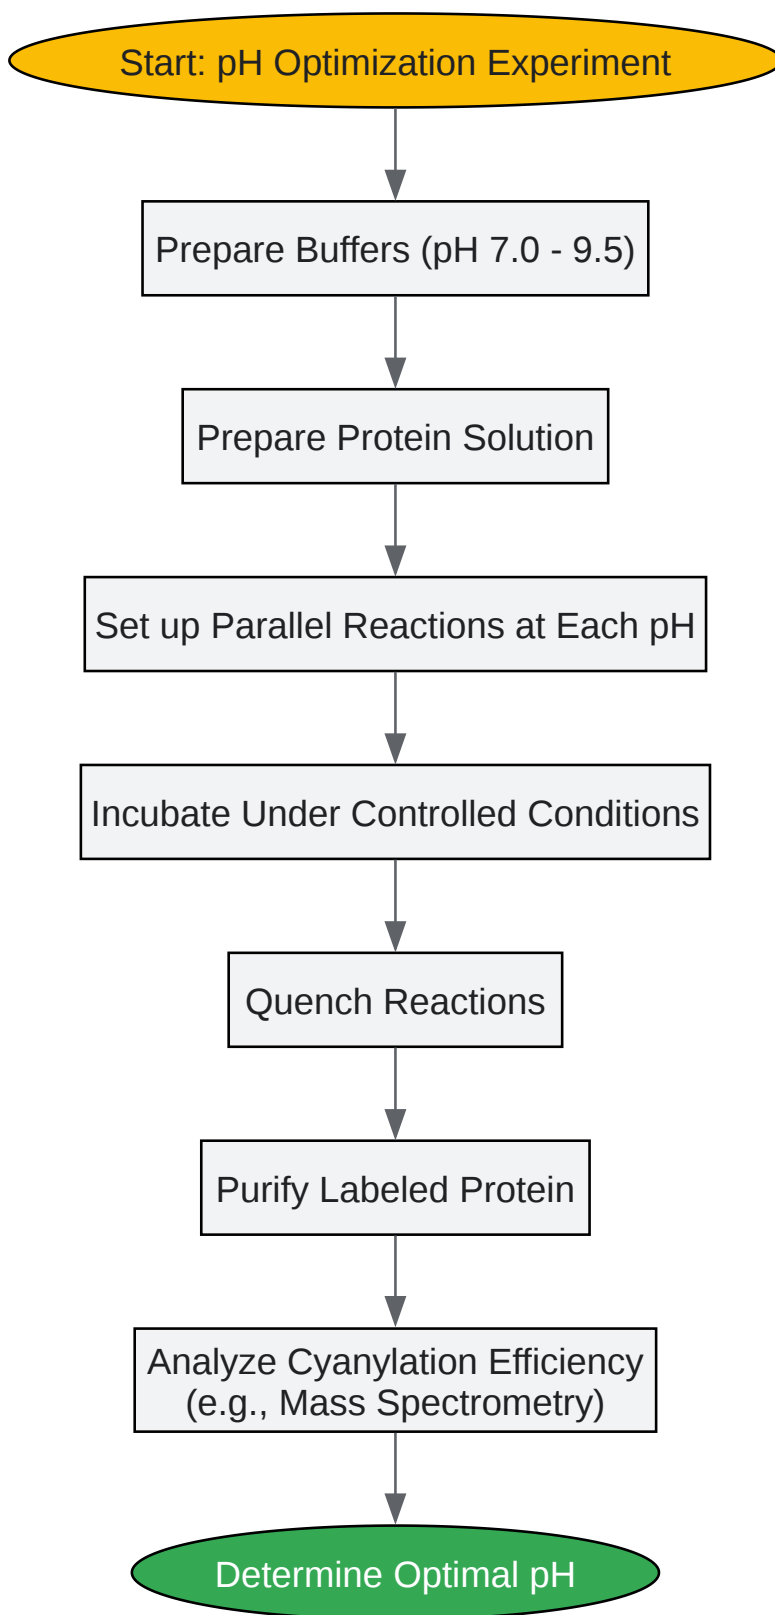 Start: pH Optimization Experiment
Prepare Buffers (pH 7.0 - 9.5)
Prepare Protein Solution
Set up Parallel Reactions at Each pH
Incubate Under Controlled Conditions
Quench Reactions
Purify Labeled Protein
Analyze Cyanylation Efficiency
(e.g., Mass Spectrometry)
Determine Optimal pH